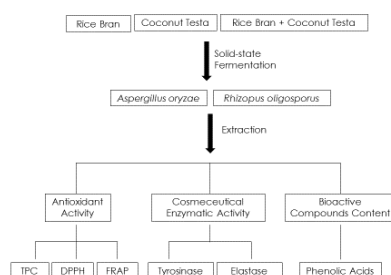 Rice Bran Coconut Testa Rice Bran + Coconut Testa
Solid-state
Fermentation
Aspergillus oryzae Rhizopus oligosporus
Extraction
Antioxidant
Activity
Cosmeceutical
Enzymatic Activity
Bioactive
Compounds Content
TPC DPPH FRAP Tyrosinase Elastase Phenolic Acids